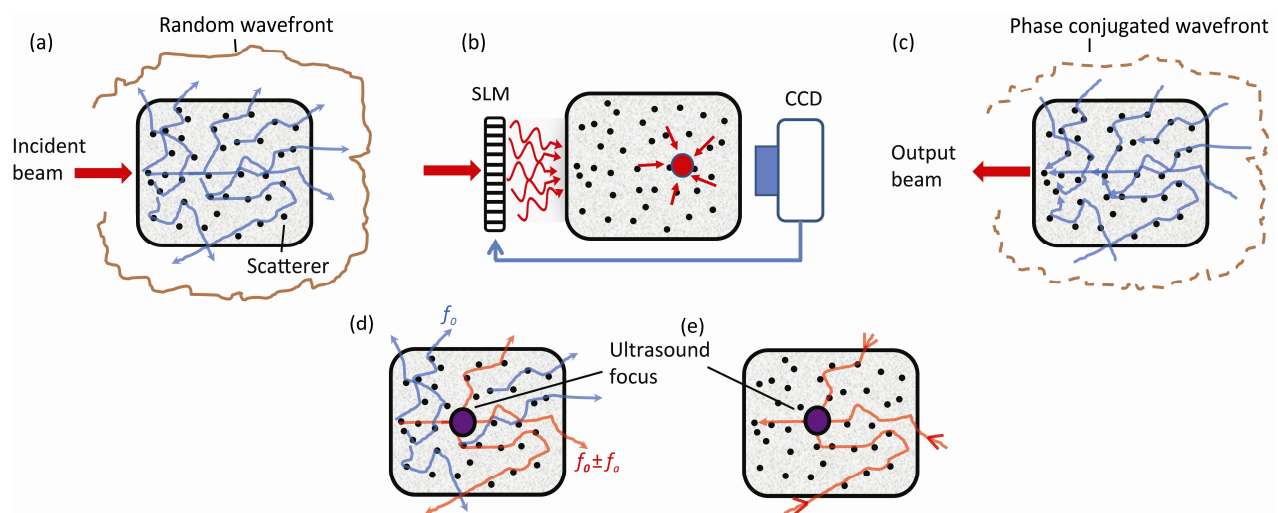 (a)
Random wavefront
Incident
beam
Scatterer
(b)
SLM
CCD
(c)
Phase conjugated wavefront
Output
beam
(d)
f₀
Ultrasound
focus
f₀±fₐ
(e)